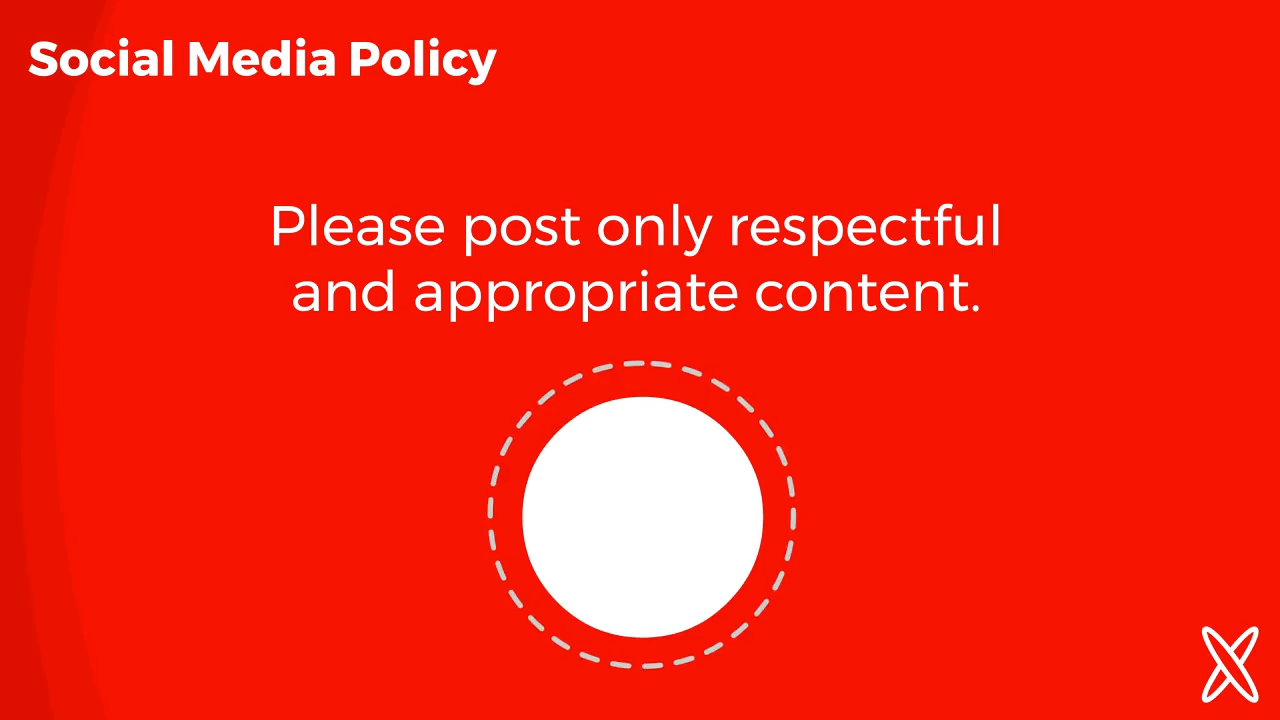 Social Media Policy
Please post only respectful
and appropriate content.